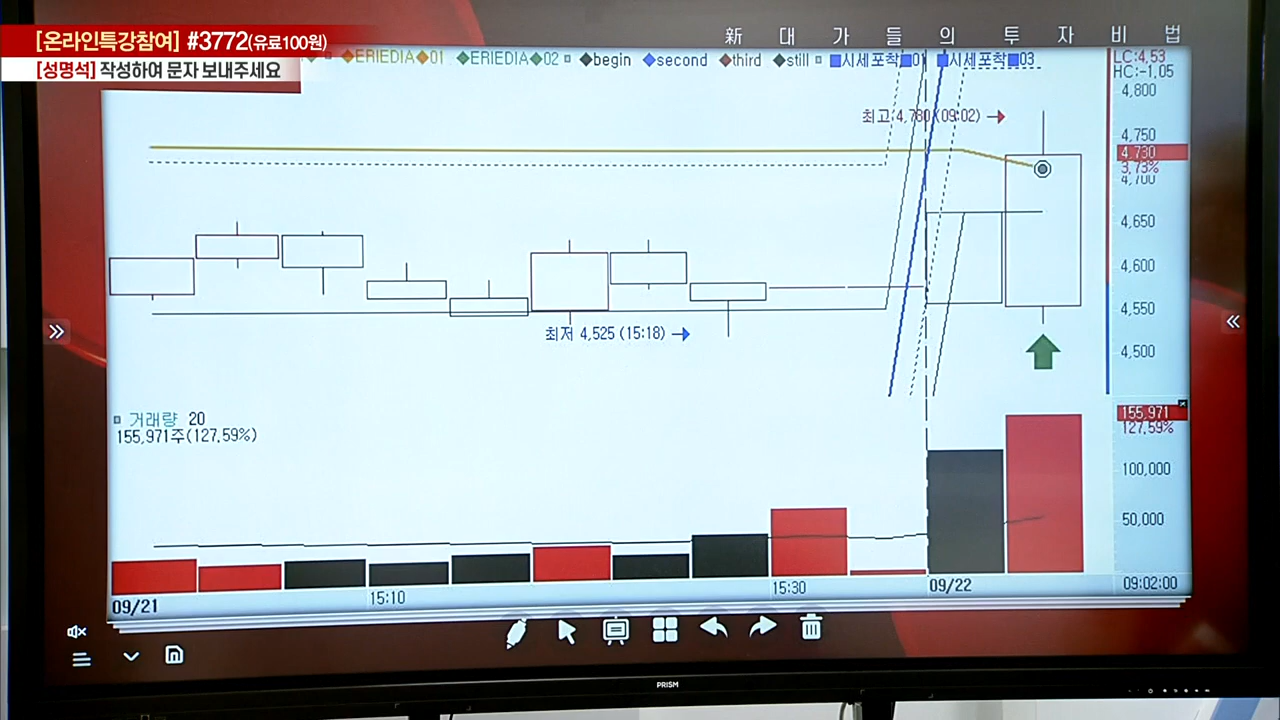 [온라인특강참여] #3772(유료100원)
[성명석] 작성하여 문자 보내주세요
新 대 가 들 의 투 자 비 법
ERIEDIA 01 ERIEDIA 02 begin second third still 시세포착 01 시세포착 03
LC:4,53
HC:-1,05
4,800
최고 4,780 (09:02)
4,750
4,730
3,73%
4,700
4,650
4,600
4,550
최저 4,525 (15:18)
4,500
거래량 20
155,971주(127,59%)
155,971
127,59%
100,000
50,000
09/21
15:10
15:30
09/22
09:02:00
PRISM